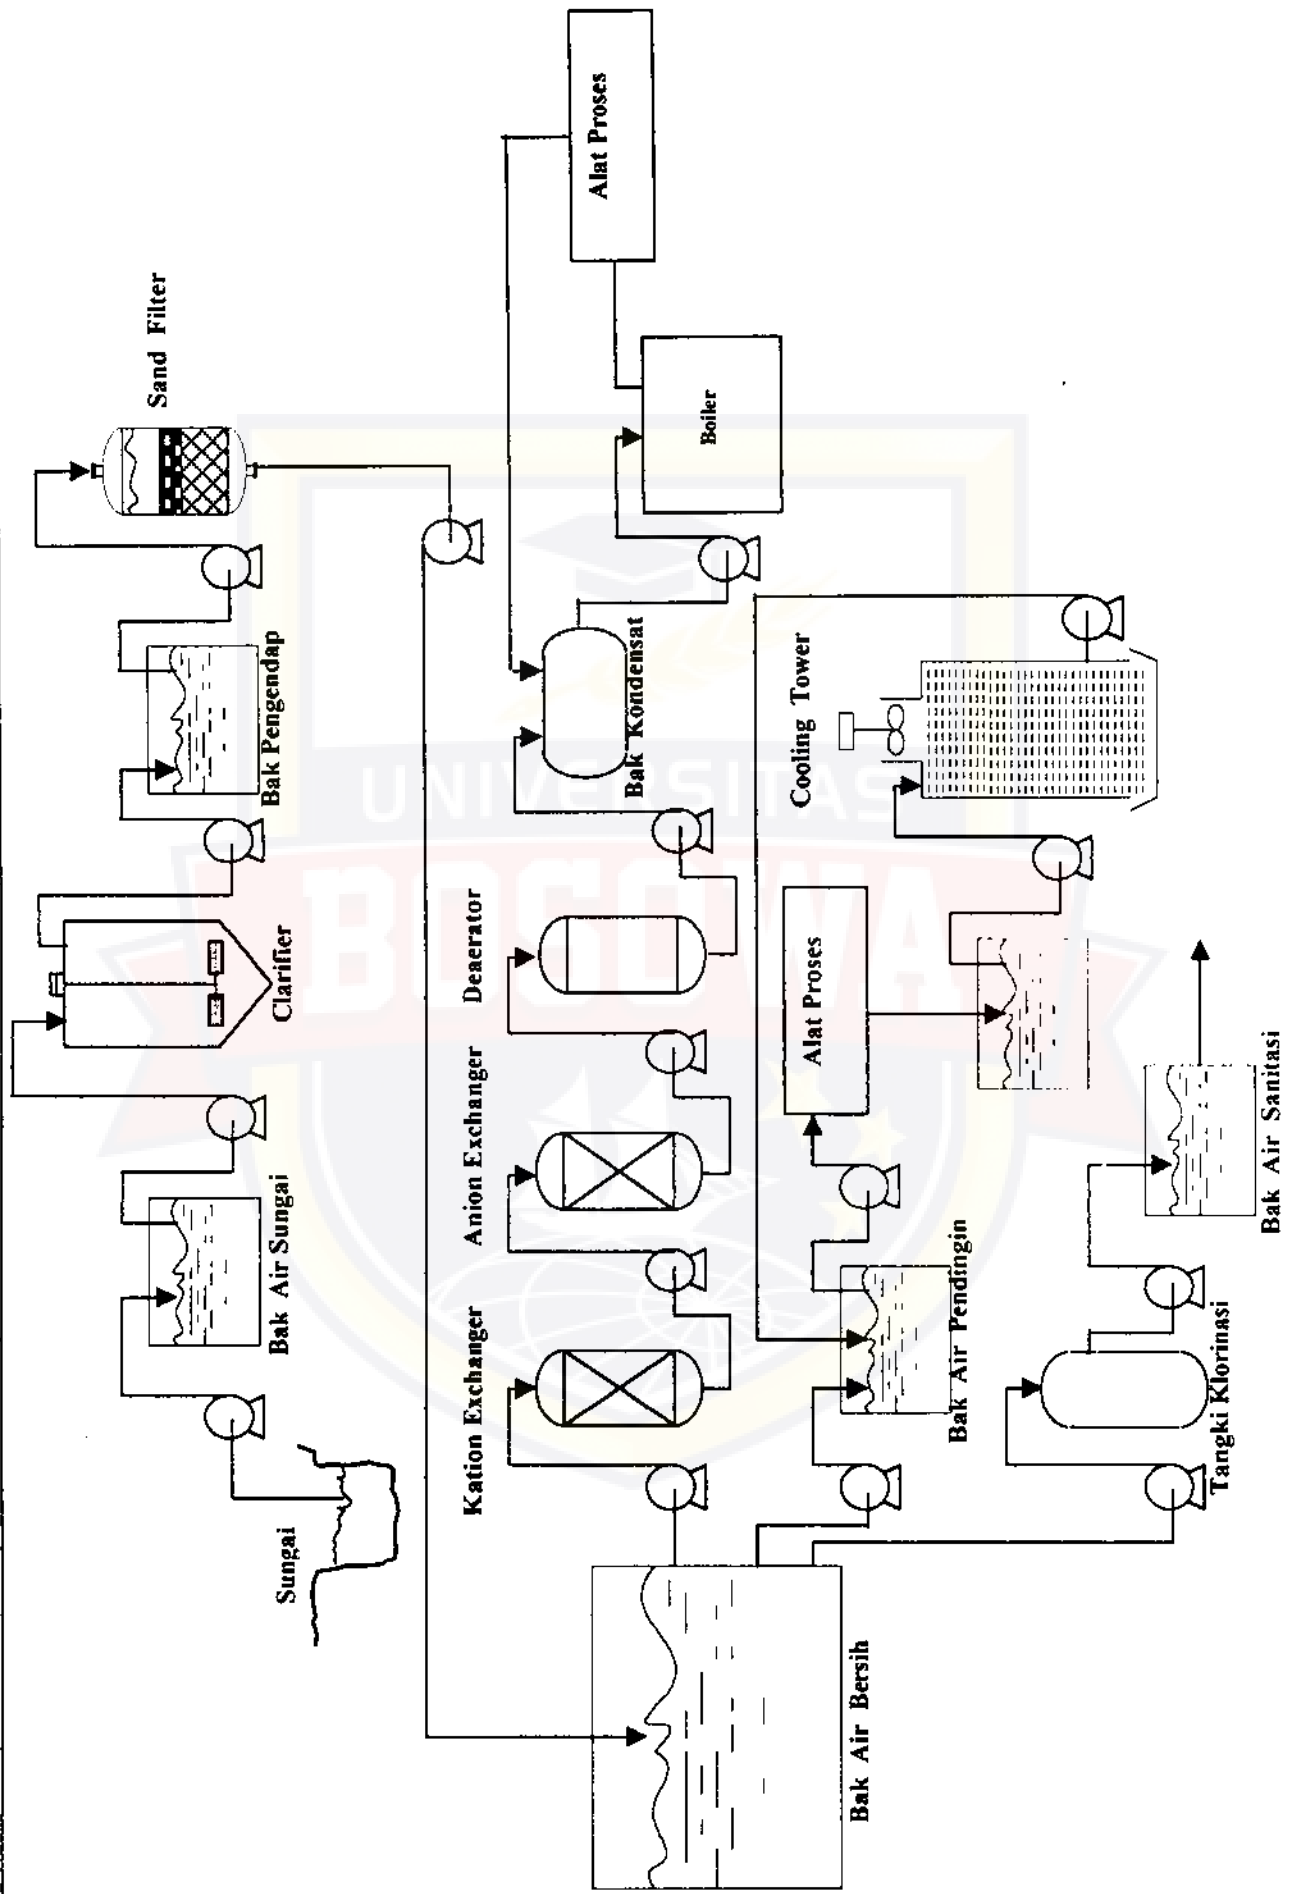 Sungai
Bak Air Sungai
Clarifier
Bak Pengendap
Sand Filter
Kation Exchanger
Anion Exchanger
Deaerator
Bak Kondensat
Boiler
Alat Proses
Bak Air Bersih
Bak Air Pendingin
Alat Proses
Cooling Tower
Tangki Klorinasi
Bak Air Sanitasi
UNIVERSITAS
BOSOWA